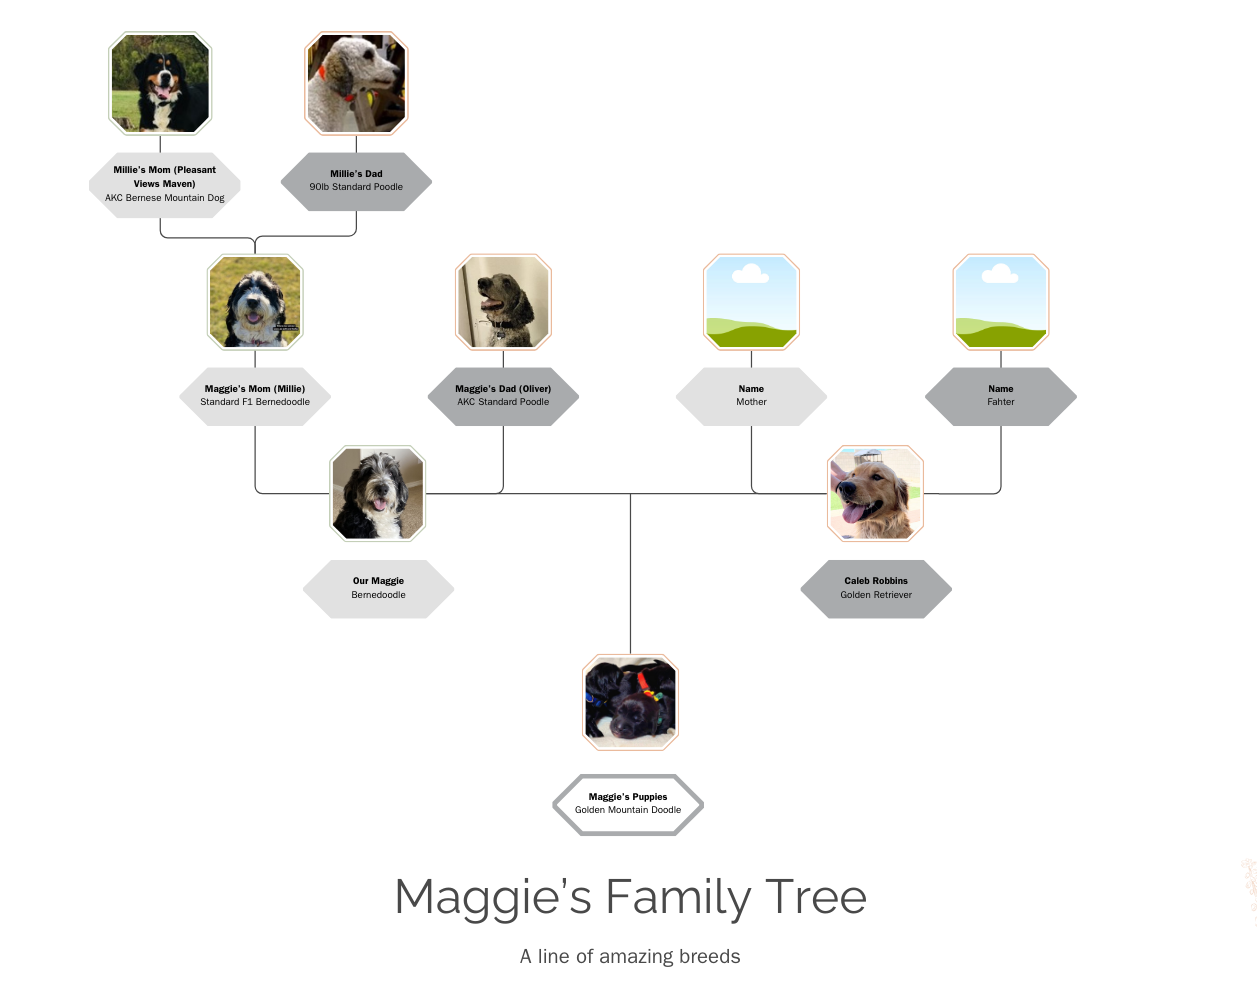 Millie's Mom (Pleasant
Views Maven)
AKC Bernese Mountain Dog
Millie's Dad
90lb Standard Poodle
Maggie's Mom (Millie)
Standard F1 Bernedoodle
Maggie's Dad (Oliver)
AKC Standard Poodle
Name
Mother
Name
Fahter
Our Maggie
Bernedoodle
Caleb Robbins
Golden Retriever
Maggie's Puppies
Golden Mountain Doodle
Maggie's Family Tree
A line of amazing breeds